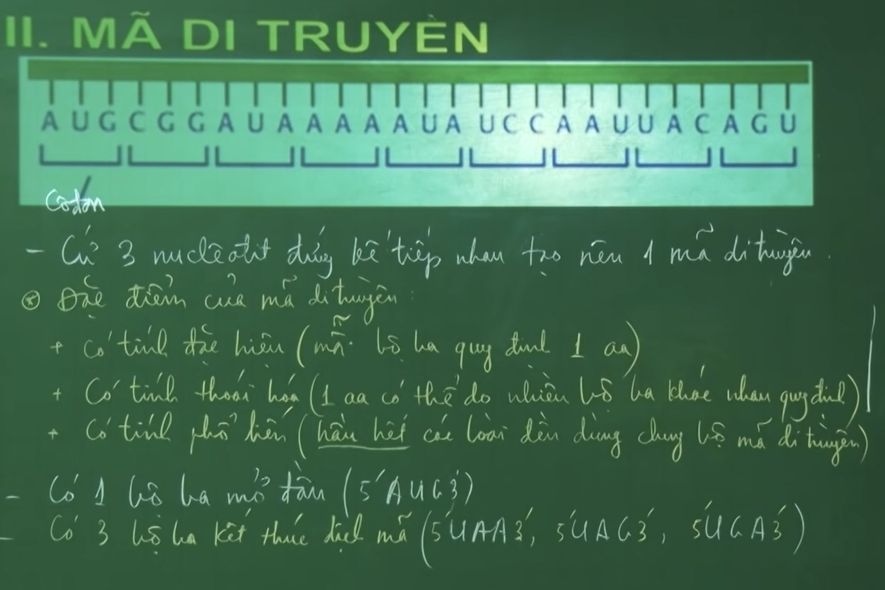 II. MÃ DI TRUYỀN
A U G C G G A U A A A A A U A U C C A A U U A C A G U
Codon
- Cứ 3 nuclêôtit đứng kế tiếp nhau tạo nên 1 mã di truyền.
* Đặc điểm của mã di truyền:
+ Có tính đặc hiệu (mỗi bộ ba quy định 1 aa)
+ Có tính thoái hóa (1 aa có thể do nhiều bộ ba khác nhau quy định)
+ Có tính phổ biến (hầu hết các loài đều dùng chung bộ mã di truyền)
- Có 1 bộ ba mở đầu (5'AUG3')
- Có 3 bộ ba kết thúc dịch mã (5'UAA3', 5'UAG3', 5'UGA3')